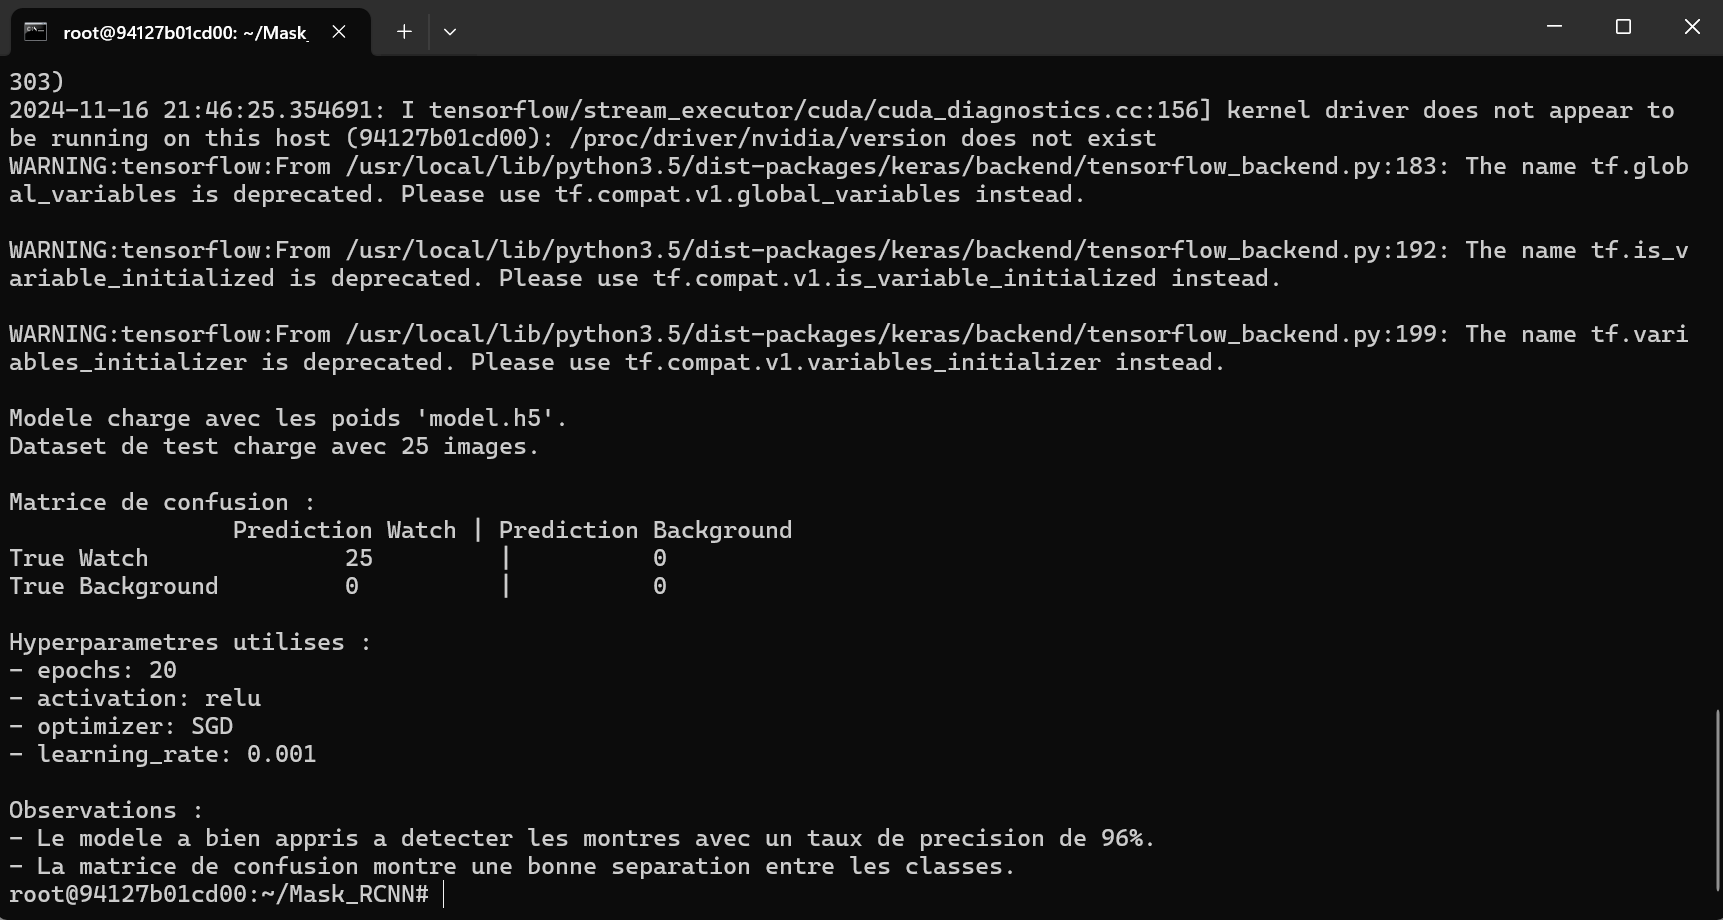 root@94127b01cd00: ~/Mask_
303)
2024-11-16 21:46:25.354691: I tensorflow/stream_executor/cuda/cuda_diagnostics.cc:156] kernel driver does not appear to
be running on this host (94127b01cd00): /proc/driver/nvidia/version does not exist
WARNING:tensorflow:From /usr/local/lib/python3.5/dist-packages/keras/backend/tensorflow_backend.py:183: The name tf.glob
al_variables is deprecated. Please use tf.compat.v1.global_variables instead.
WARNING:tensorflow:From /usr/local/lib/python3.5/dist-packages/keras/backend/tensorflow_backend.py:192: The name tf.is_v
ariable_initialized is deprecated. Please use tf.compat.v1.is_variable_initialized instead.
WARNING:tensorflow:From /usr/local/lib/python3.5/dist-packages/keras/backend/tensorflow_backend.py:199: The name tf.vari
ables_initializer is deprecated. Please use tf.compat.v1.variables_initializer instead.
Modele charge avec les poids 'model.h5'.
Dataset de test charge avec 25 images.
Matrice de confusion :
Prediction Watch | Prediction Background
True Watch 25 | 0
True Background 0 | 0
Hyperparametres utilises :
- epochs: 20
- activation: relu
- optimizer: SGD
- learning_rate: 0.001
Observations :
- Le modele a bien appris a detecter les montres avec un taux de precision de 96%.
- La matrice de confusion montre une bonne separation entre les classes.
root@94127b01cd00:~/Mask_RCNN#